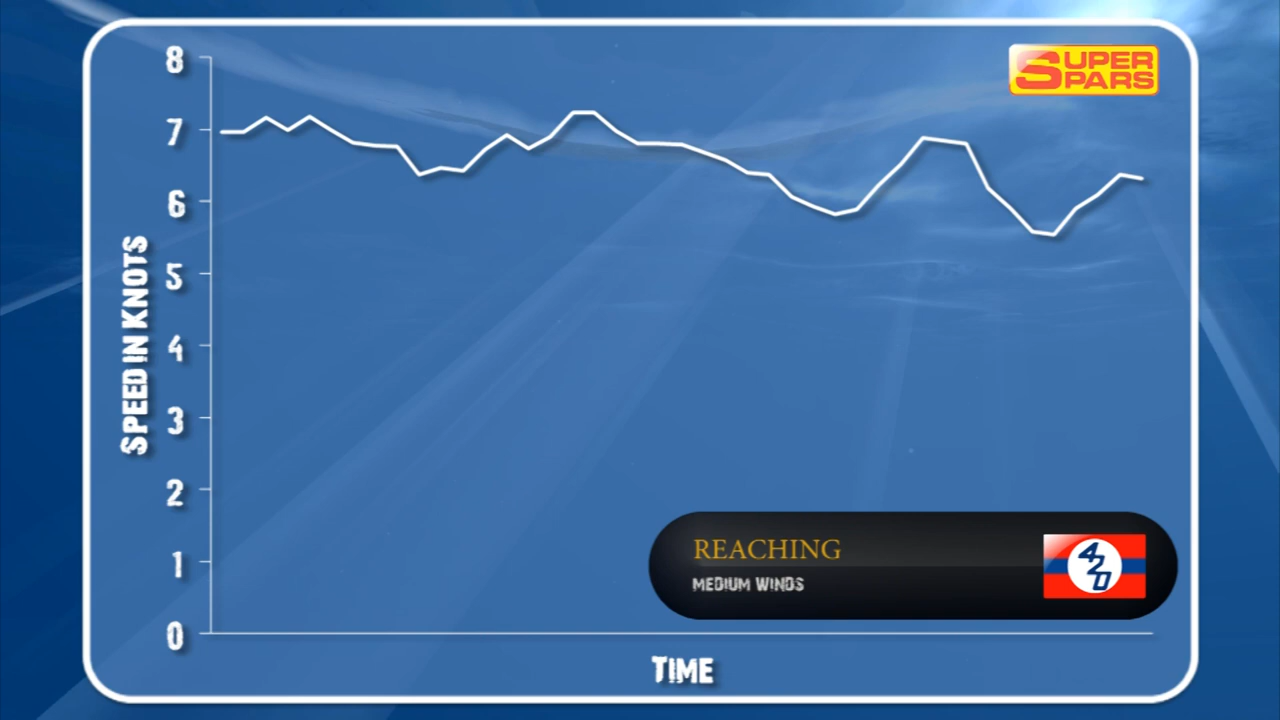 SUPER
SPARS
8
7
6
5
4
3
2
1
0
SPEED IN KNOTS
REACHING
MEDIUM WINDS
420
TIME